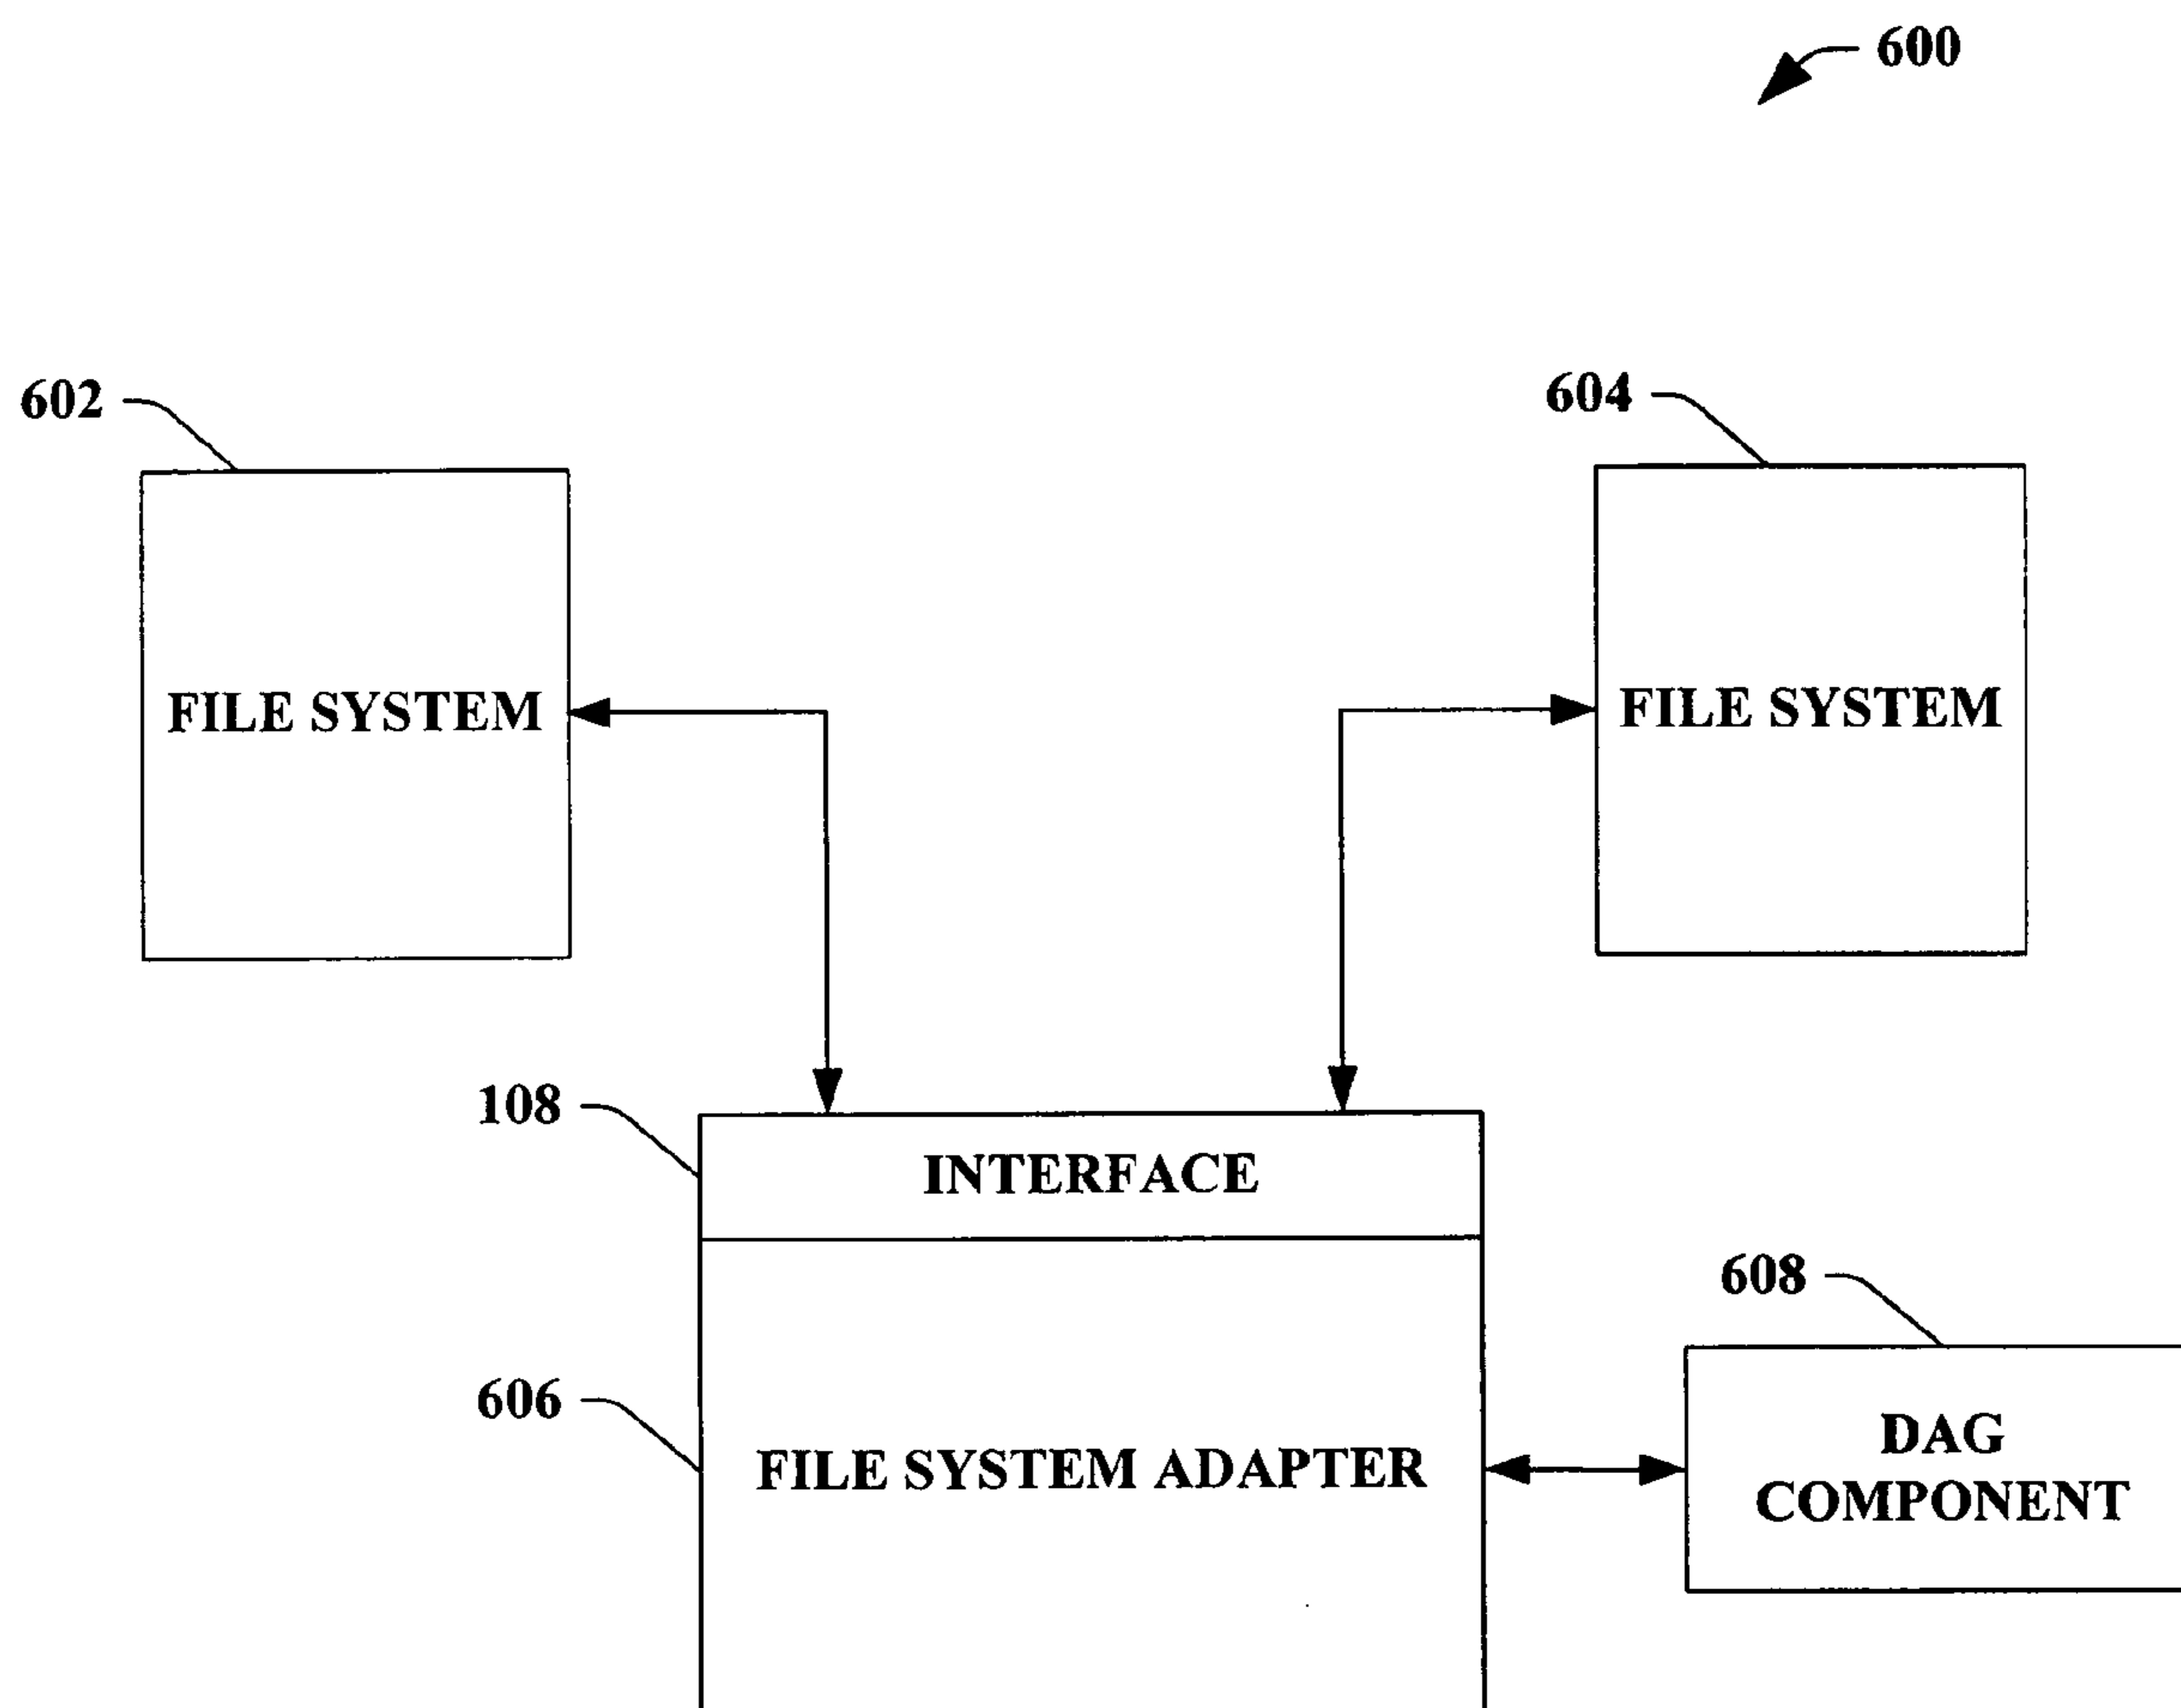 600
602
604
FILE SYSTEM
FILE SYSTEM
108
INTERFACE
608
606
FILE SYSTEM ADAPTER
DAG
COMPONENT